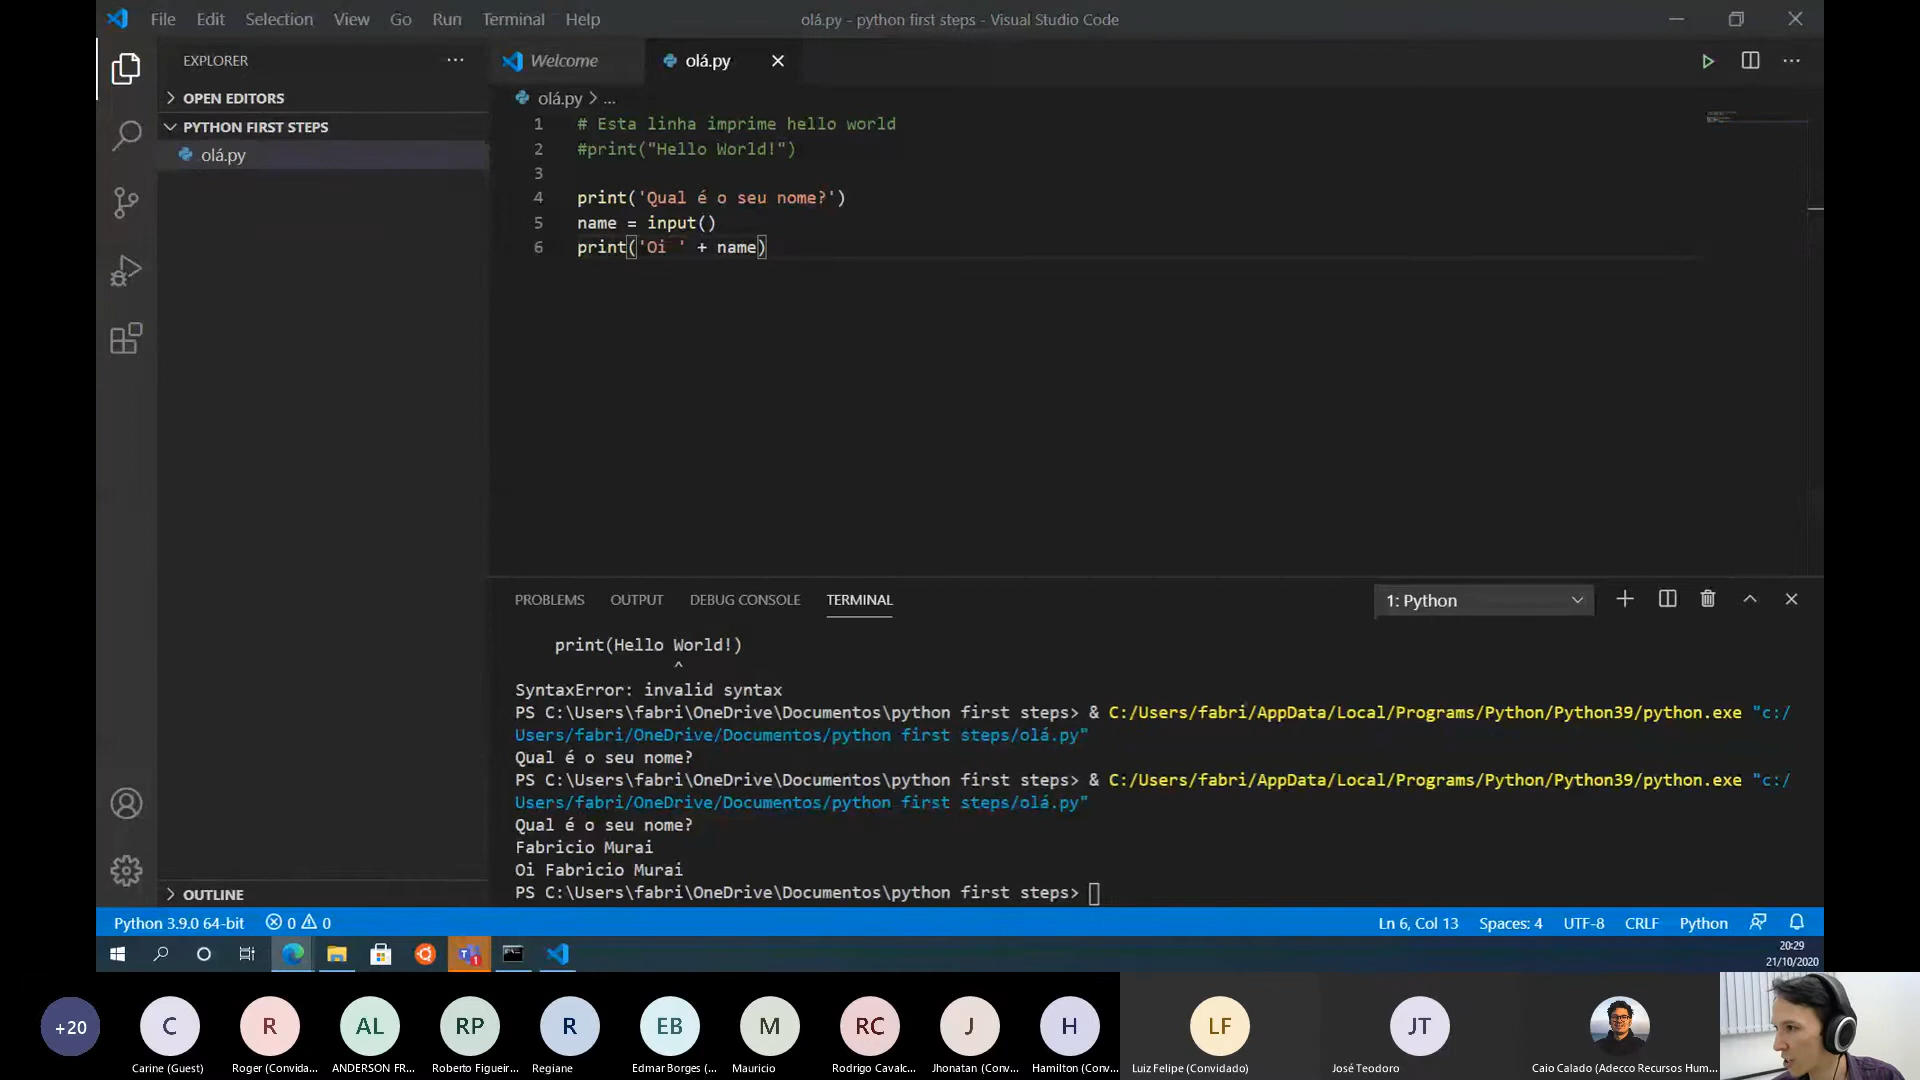 File Edit Selection View Go Run Terminal Help
olá.py - python first steps - Visual Studio Code
EXPLORER
OPEN EDITORS
PYTHON FIRST STEPS
olá.py
OUTLINE
Welcome
olá.py
olá.py > ...
1 # Esta linha imprime hello world
2 #print("Hello World!")
3
4 print('Qual é o seu nome?')
5 name = input()
6 print('Oi ' + name)
PROBLEMS OUTPUT DEBUG CONSOLE TERMINAL
1: Python
print(Hello World!)
^
SyntaxError: invalid syntax
PS C:\Users\fabri\OneDrive\Documentos\python first steps> & C:/Users/fabri/AppData/Local/Programs/Python/Python39/python.exe "c:/
Users/fabri/OneDrive/Documentos/python first steps/olá.py"
Qual é o seu nome?
PS C:\Users\fabri\OneDrive\Documentos\python first steps> & C:/Users/fabri/AppData/Local/Programs/Python/Python39/python.exe "c:/
Users/fabri/OneDrive/Documentos/python first steps/olá.py"
Qual é o seu nome?
Fabricio Murai
Oi Fabricio Murai
PS C:\Users\fabri\OneDrive\Documentos\python first steps>
Python 3.9.0 64-bit 0 0
Ln 6, Col 13 Spaces: 4 UTF-8 CRLF Python
20:29
21/10/2020
+20 C R AL RP R EB M RC J H LF JT
Carine (Guest) Roger (Convida... ANDERSON FR... Roberto Figueir... Regiane Edmar Borges (... Mauricio Rodrigo Cavalc... Jhonatan (Conv... Hamilton (Conv... Luiz Felipe (Convidado) José Teodoro Caio Calado (Adecco Recursos Hum...